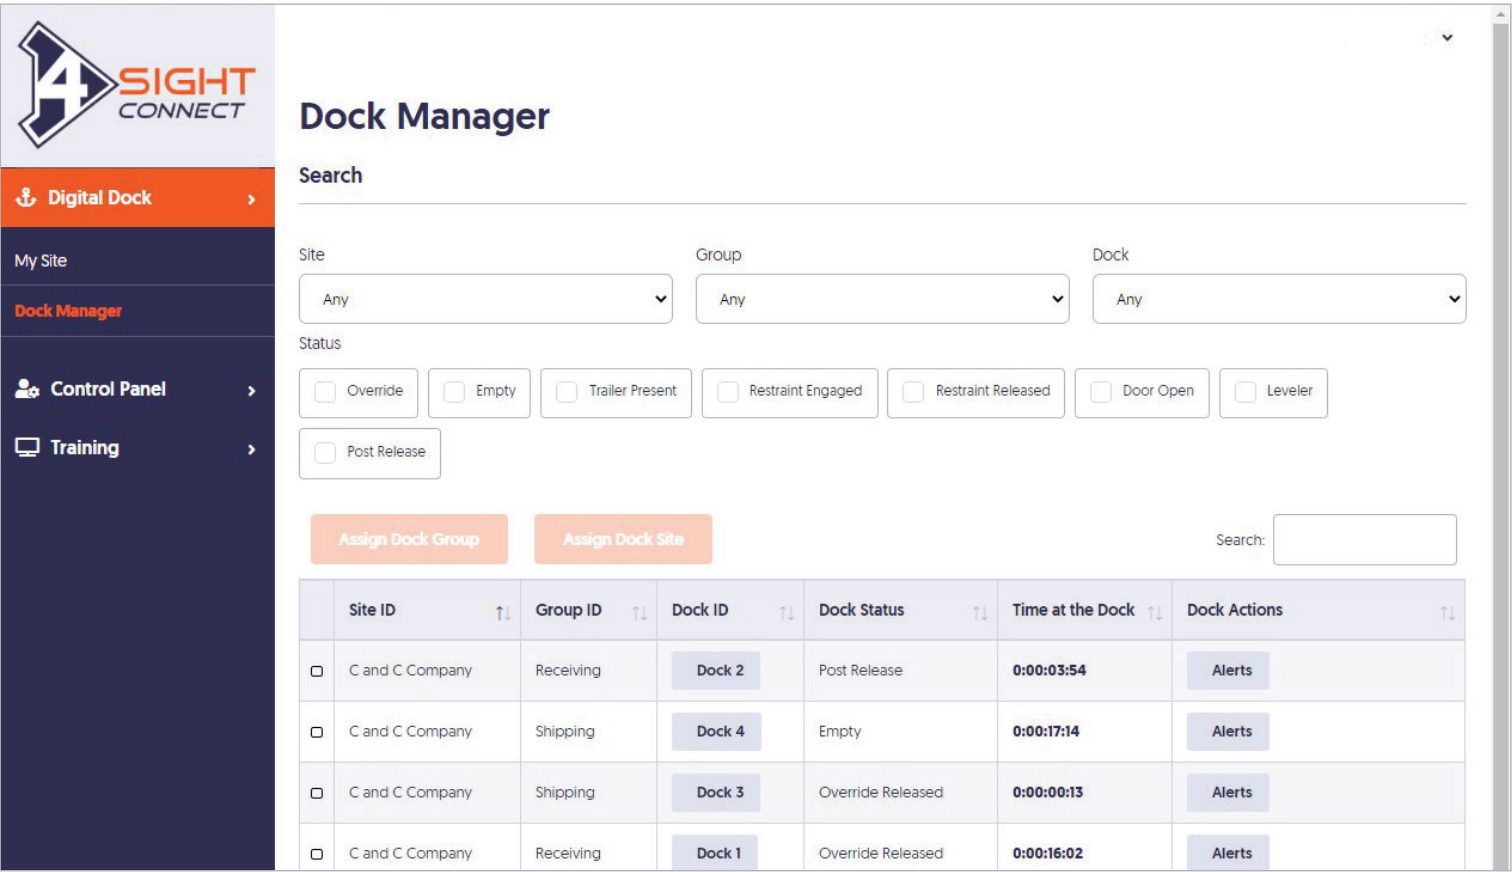 4SIGHT
CONNECT
Digital Dock
My Site
Dock Manager
Control Panel
Training
Dock Manager
Search
Site Group Dock
Any Any Any
Status
Override Empty Trailer Present Restraint Engaged Restraint Released Door Open Leveler
Post Release
Assign Dock Group Assign Dock Site Search:
Site ID Group ID Dock ID Dock Status Time at the Dock Dock Actions
C and C Company Receiving Dock 2 Post Release 0:00:03:54 Alerts
C and C Company Shipping Dock 4 Empty 0:00:17:14 Alerts
C and C Company Shipping Dock 3 Override Released 0:00:00:13 Alerts
C and C Company Receiving Dock 1 Override Released 0:00:16:02 Alerts